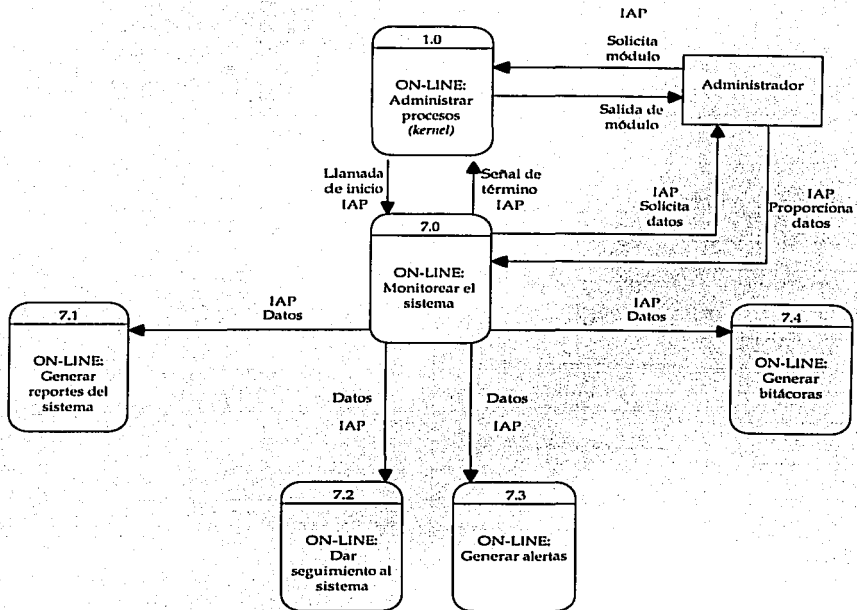 IAP
1.0
ON-LINE:
Administrar
procesos
(kernel)
Solicita
módulo
Salida de
módulo
Administrador
Llamada
de inicio
IAP
Señal de
término
IAP
IAP
Solicita
datos
IAP
Proporciona
datos
7.0
ON-LINE:
Monitorear el
sistema
IAP
Datos
IAP
Datos
7.1
ON-LINE:
Generar
reportes del
sistema
7.4
ON-LINE:
Generar
bitácoras
Datos
IAP
Datos
IAP
7.2
ON-LINE:
Dar
seguimiento al
sistema
7.3
ON-LINE:
Generar alertas